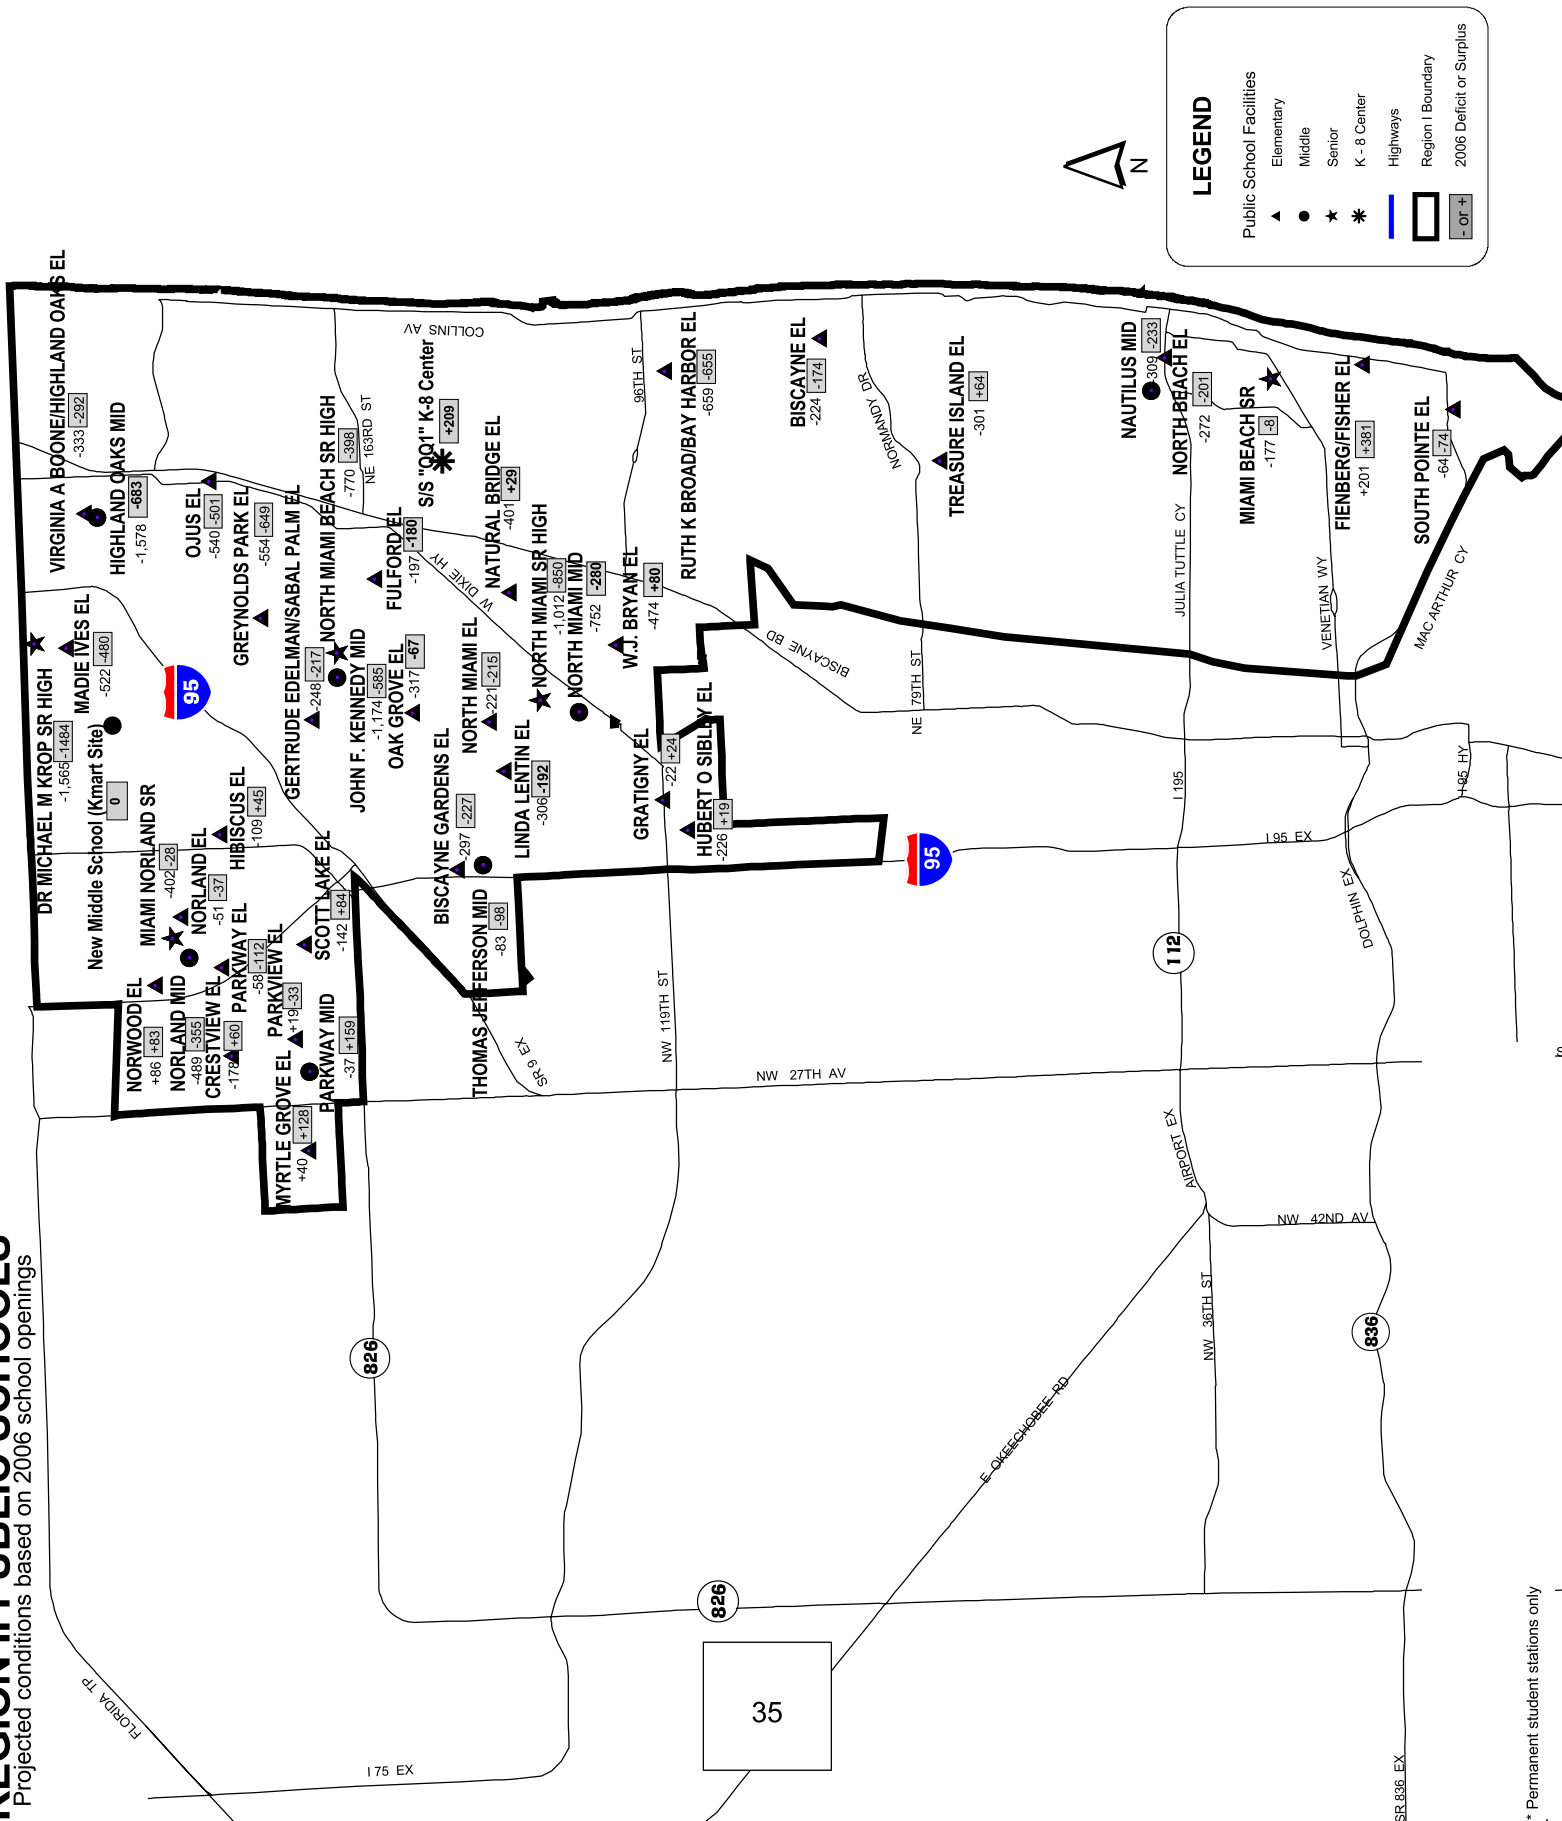 Projected conditions based on 2006 school openings
DR MICHAEL M KROP SR HIGH
-1,565 -1484
MADIE IVES EL
-522 -480
New Middle School (Kmart Site)
0
VIRGINIA A BOONE/HIGHLAND OAKS EL
-333 -292
HIGHLAND OAKS MID
-1,578 -683
OJUS EL
-540 -501
GREYNOLDS PARK EL
-554 -649
GERTRUDE EDELMAN/SABAL PALM EL
-248 -217
NORTH MIAMI BEACH SR HIGH
-770 -398
NE 163RD ST
JOHN F. KENNEDY MID
-1,174 -585
FULFORD EL
-197 -180
OAK GROVE EL
-317 -67
S/S "QQ1" K-8 Center
+209
COLLINS AV
W DIXIE HY
NATURAL BRIDGE EL
-401 +29
NORTH MIAMI EL
-221 -215
NORTH MIAMI SR HIGH
-1,012 -850
NORTH MIAMI MID
-752 -280
W.J. BRYAN EL
-474 +80
96TH ST
RUTH K BROAD/BAY HARBOR EL
-659 -655
MIAMI NORLAND SR
-402 -28
NORLAND EL
-51 -37
HIBISCUS EL
-109 +45
NORWOOD EL
+86 +83
NORLAND MID
-489 -355
CRESTVIEW EL
-178 +60
PARKWAY EL
-58 -112
PARKVIEW EL
+19 -33
SCOTT LAKE EL
-142 +84
MYRTLE GROVE EL
+40 +128
PARKWAY MID
-37 +159
BISCAYNE GARDENS EL
-297 -227
THOMAS JEFFERSON MID
-83 -98
LINDA LENTIN EL
-306 -192
GRATIGNY EL
-22 +24
HUBERT O SIBLEY EL
-226 +19
BISCAYNE EL
-224 -174
NORMANDY DR
TREASURE ISLAND EL
-301 +64
BISCAYNE BD
NE 79TH ST
NAUTILUS MID
-309 -233
NORTH BEACH EL
-272 -201
MIAMI BEACH SR
-177 -8
FIENBERG/FISHER EL
+201 +381
SOUTH POINTE EL
-64 -74
JULIA TUTTLE CY
VENETIAN WY
MAC ARTHUR CY
I 195
I 95 HY
I 95 EX
DOLPHIN EX
95
95
112
SR 9 EX
NW 119TH ST
NW 27TH AV
AIRPORT EX
NW 42ND AV
NW 36TH ST
E OKEECHOBEE RD
826
826
836
FLORIDA TP
I 75 EX
SR 836 EX
35
N
LEGEND
Public School Facilities
Elementary
Middle
Senior
K - 8 Center
Highways
Region I Boundary
- or + 2006 Deficit or Surplus
* Permanent student stations only